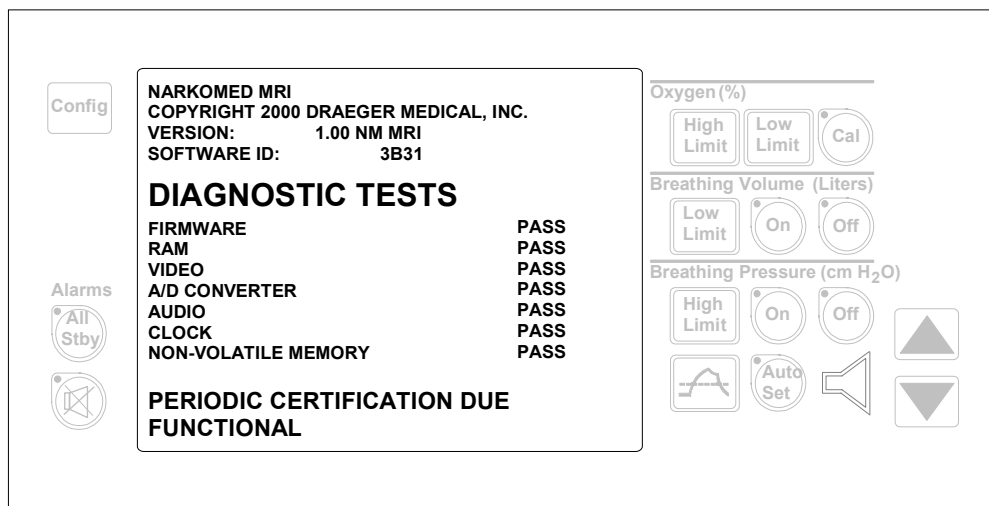 Config
NARKOMED MRI
COPYRIGHT 2000 DRAEGER MEDICAL, INC.
VERSION: 1.00 NM MRI
SOFTWARE ID: 3B31
DIAGNOSTIC TESTS
FIRMWARE PASS
RAM PASS
VIDEO PASS
A/D CONVERTER PASS
AUDIO PASS
CLOCK PASS
NON-VOLATILE MEMORY PASS
PERIODIC CERTIFICATION DUE
FUNCTIONAL
Alarms
All
Stby
Oxygen (%)
High
Limit
Low
Limit
Cal
Breathing Volume (Liters)
Low
Limit
On
Off
Breathing Pressure (cm H₂O)
High
Limit
On
Off
Auto
Set